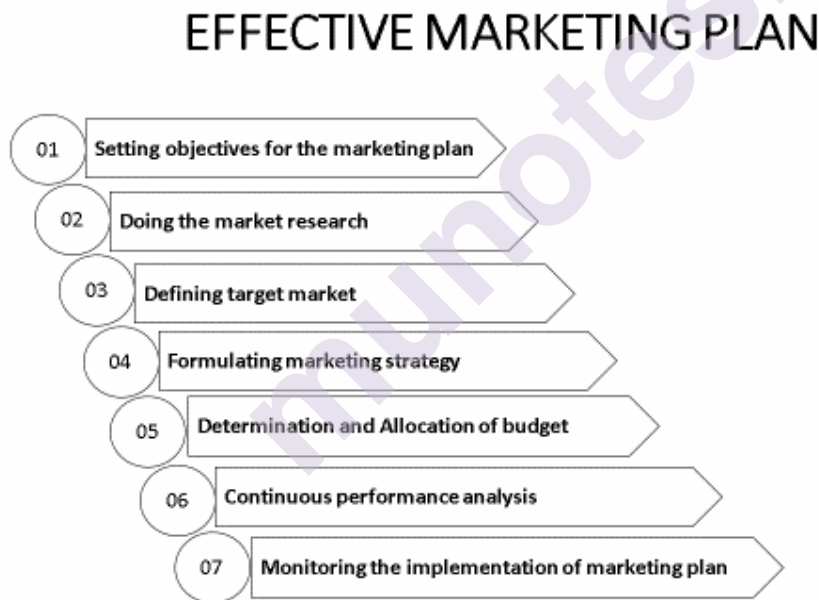 EFFECTIVE MARKETING PLAN
01 Setting objectives for the marketing plan
02 Doing the market research
03 Defining target market
04 Formulating marketing strategy
05 Determination and Allocation of budget
06 Continuous performance analysis
07 Monitoring the implementation of marketing plan
munotes